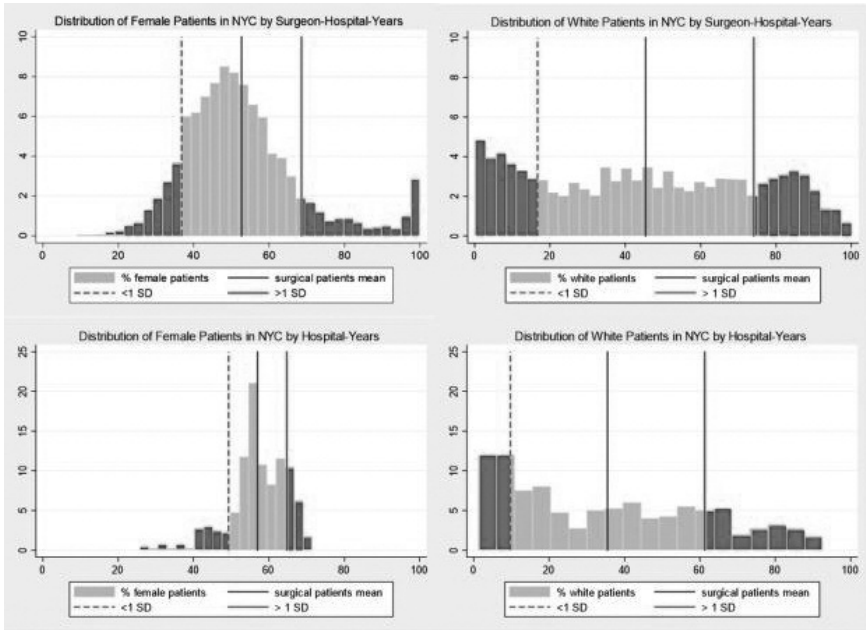 Distribution of Female Patients in NYC by Surgeon-Hospital-Years
10
8
6
4
2
0
0 20 40 60 80 100
% female patients surgical patients mean
<1 SD >1 SD
Distribution of White Patients in NYC by Surgeon-Hospital-Years
10
8
6
4
2
0
0 20 40 60 80 100
% white patients surgical patients mean
<1 SD > 1 SD
Distribution of Female Patients in NYC by Hospital-Years
25
20
15
10
5
0
0 20 40 60 80 100
% female patients surgical patients mean
<1 SD > 1 SD
Distribution of White Patients in NYC by Hospital-Years
25
20
15
10
5
0
0 20 40 60 80 100
% white patients surgical patients mean
<1 SD > 1 SD